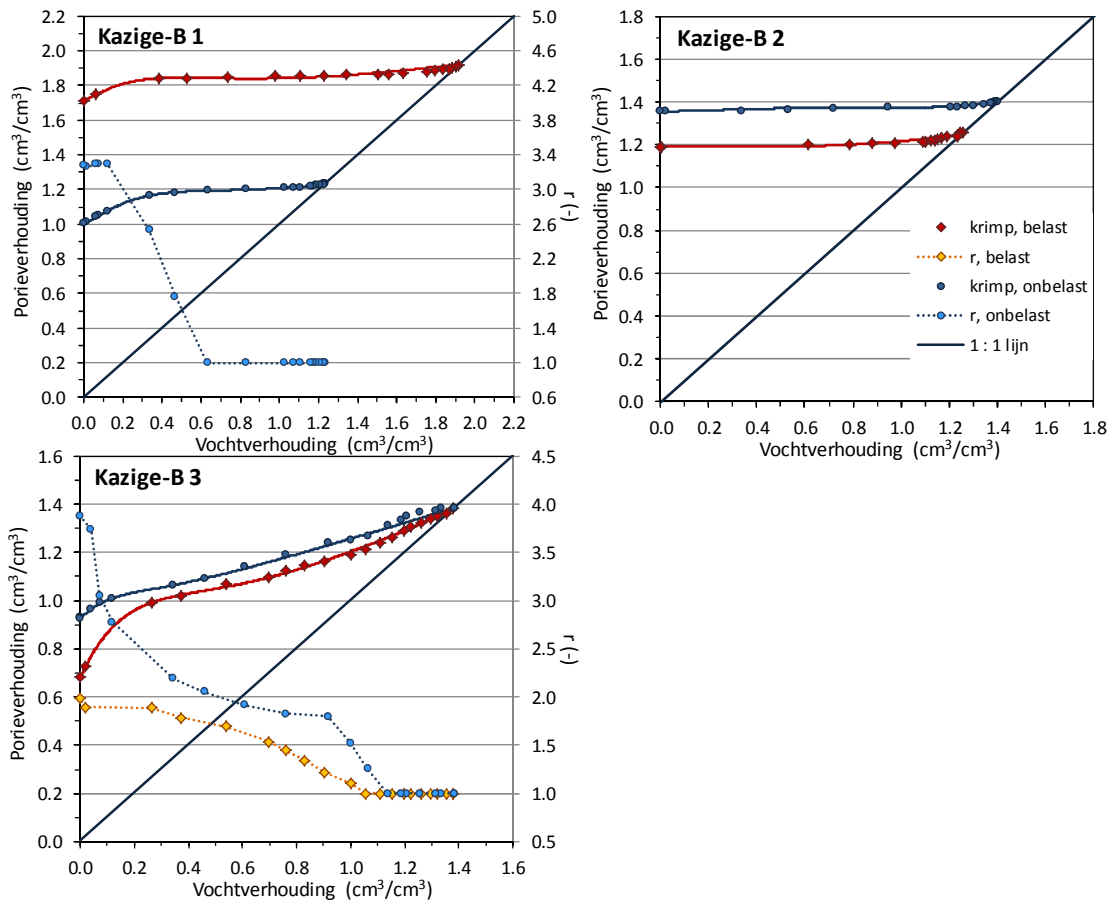 Kazige-B 1
Porieverhouding (cm³/cm³)
2.2
2.0
1.8
1.6
1.4
1.2
1.0
0.8
0.6
0.4
0.2
0.0
5.0
4.6
4.2
3.8
3.4
3.0
2.6
2.2
1.8
1.4
1.0
0.6
r (-)
0.0 0.2 0.4 0.6 0.8 1.0 1.2 1.4 1.6 1.8 2.0 2.2
Vochtverhouding (cm³/cm³)
Kazige-B 2
Porieverhouding (cm³/cm³)
1.8
1.6
1.4
1.2
1.0
0.8
0.6
0.4
0.2
0.0
krimp, belast
r, belast
krimp, onbelast
r, onbelast
1 : 1 lijn
0.0 0.2 0.4 0.6 0.8 1.0 1.2 1.4 1.6 1.8
Vochtverhouding (cm³/cm³)
Kazige-B 3
Porieverhouding (cm³/cm³)
1.6
1.4
1.2
1.0
0.8
0.6
0.4
0.2
0.0
4.5
4.0
3.5
3.0
2.5
2.0
1.5
1.0
0.5
r (-)
0.0 0.2 0.4 0.6 0.8 1.0 1.2 1.4 1.6
Vochtverhouding (cm³/cm³)